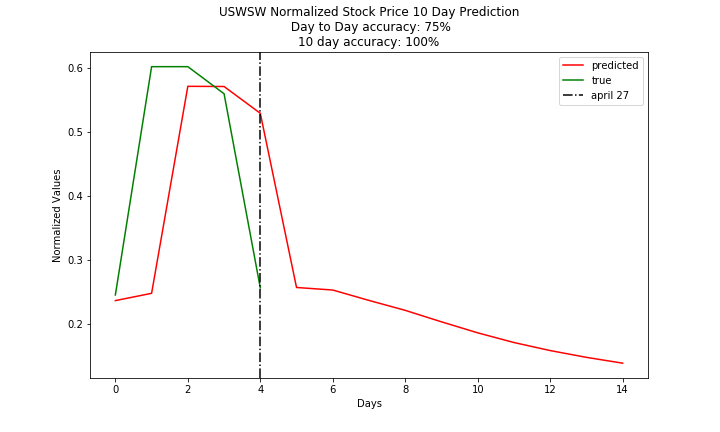 USWSW Normalized Stock Price 10 Day Prediction
Day to Day accuracy: 75%
10 day accuracy: 100%
predicted
true
april 27
Normalized Values
0.6
0.5
0.4
0.3
0.2
0 2 4 6 8 10 12 14
Days